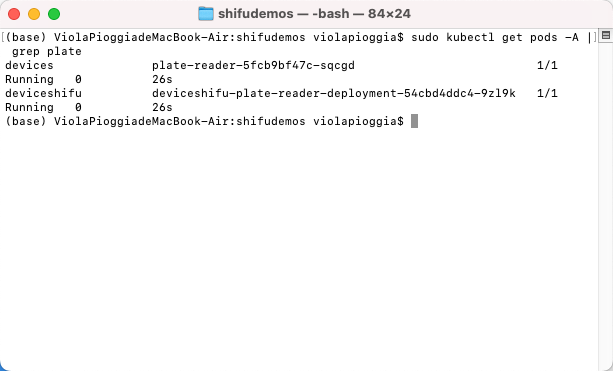 shifudemos — -bash — 84×24
(base) ViolaPioggiadeMacBook-Air:shifudemos violapioggia$ sudo kubectl get pods -A |
grep plate
devices plate-reader-5fcb9bf47c-sqcgd 1/1
Running 0 26s
deviceshifu deviceshifu-plate-reader-deployment-54cbd4ddc4-9zl9k 1/1
Running 0 26s
(base) ViolaPioggiadeMacBook-Air:shifudemos violapioggia$